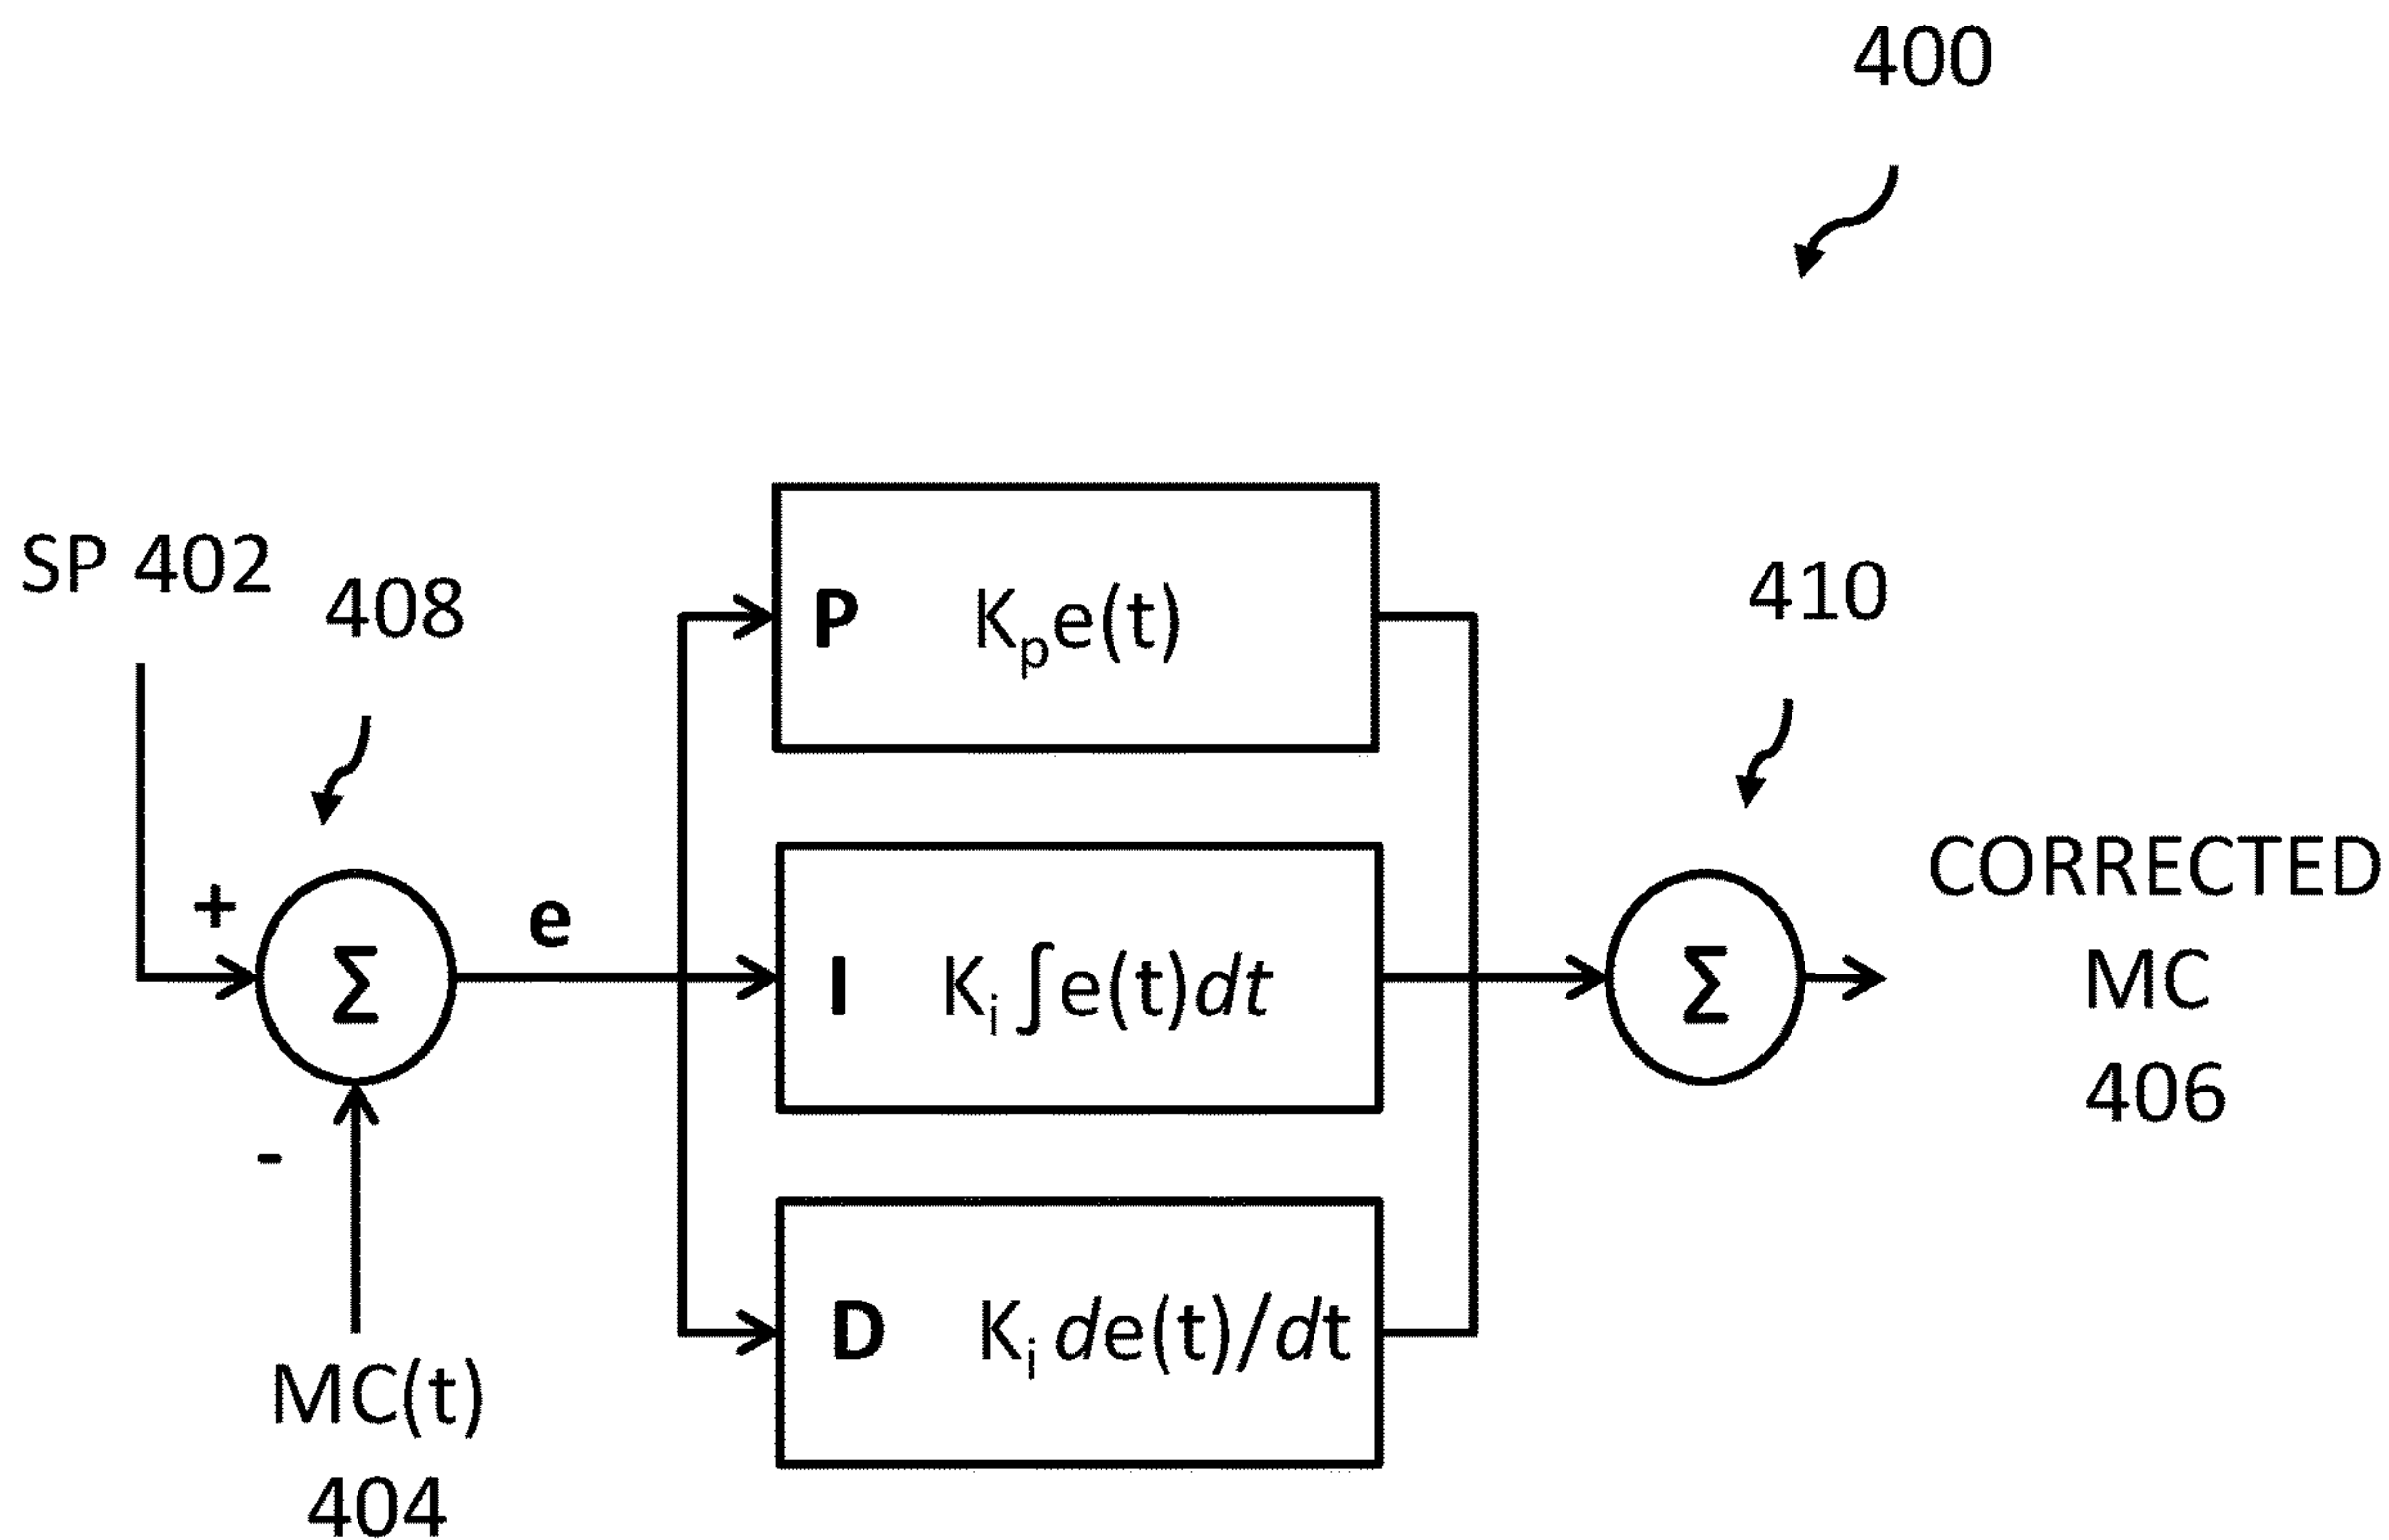 400
SP 402
408
P Kpe(t)
410
+
Σ
e
I Ki ∫e(t)dt
Σ
CORRECTED
MC
406
-
D Ki de(t)/dt
MC(t)
404